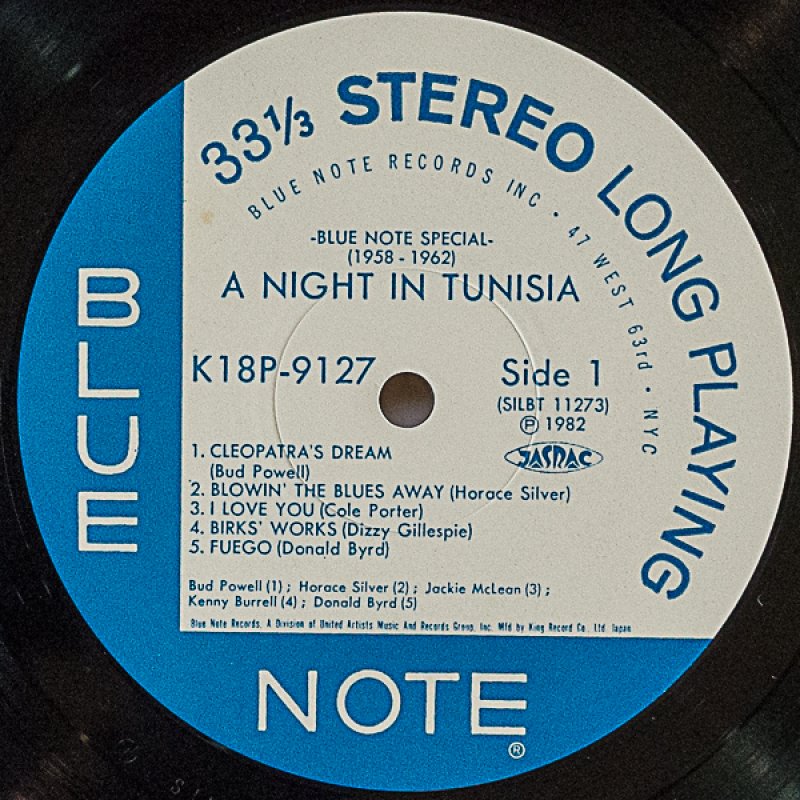 33⅓ STEREO LONG PLAYING
BLUE NOTE RECORDS INC • 47 WEST 63rd • NYC
-BLUE NOTE SPECIAL-
(1958 - 1962)
A NIGHT IN TUNISIA
K18P-9127
Side 1
(SILBT 11273)
Ⓟ 1982
JASRAC
1. CLEOPATRA'S DREAM
(Bud Powell)
2. BLOWIN' THE BLUES AWAY (Horace Silver)
3. I LOVE YOU (Cole Porter)
4. BIRKS' WORKS (Dizzy Gillespie)
5. FUEGO (Donald Byrd)
Bud Powell (1) ; Horace Silver (2) ; Jackie McLean (3) ;
Kenny Burrell (4) ; Donald Byrd (5)
Blue Note Records, A Division of United Artists Music And Records Group, Inc. Mfd by King Record Co., Ltd. Japan
BLUE
NOTE
®